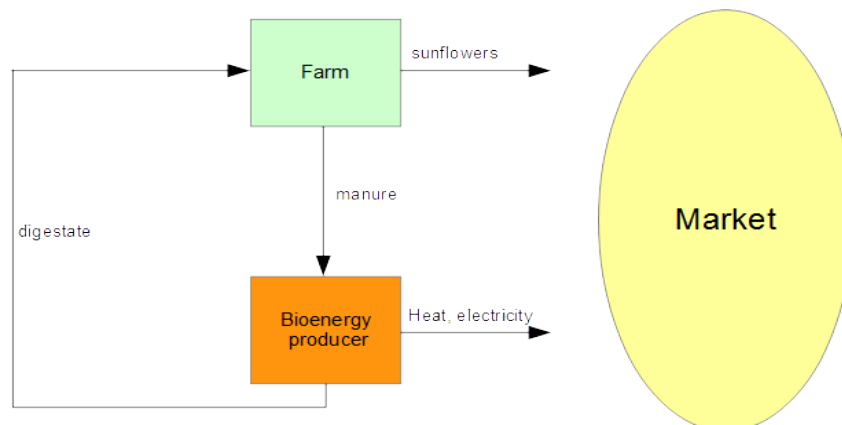 sunflowers
Farm
manure
digestate
Market
Heat, electricity
Bioenergy
producer